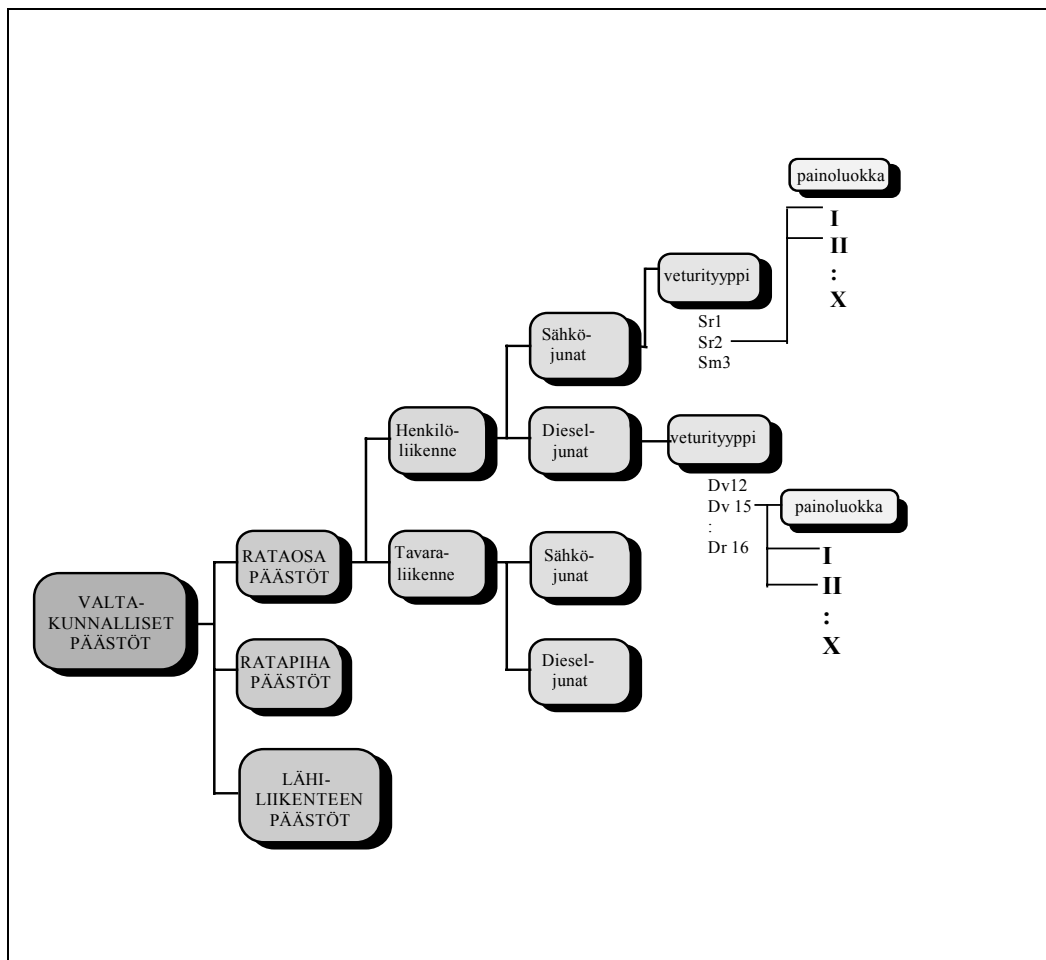 painoluokka
I
II
:
X
veturityyppi
Sr1
Sr2
Sm3
Sähkö-
junat
Henkilö-
liikenne
Diesel-
junat
veturityyppi
Dv12
Dv 15
:
Dr 16
painoluokka
I
II
:
X
VALTA-
KUNNALLISET
PÄÄSTÖT
RATAOSA
PÄÄSTÖT
Tavara-
liikenne
Sähkö-
junat
Diesel-
junat
RATAPIHA
PÄÄSTÖT
LÄHI-
LIIKENTEEN
PÄÄSTÖT